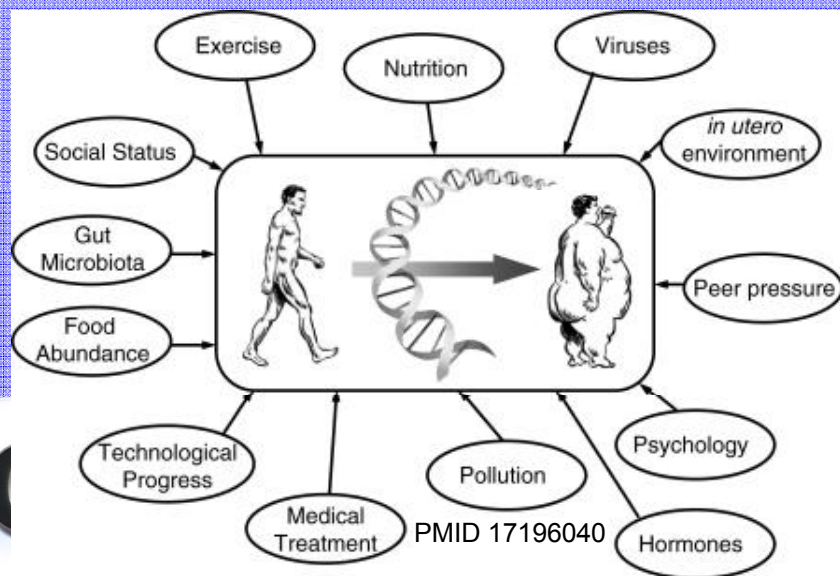 Exercise
Nutrition
Viruses
Social Status
in utero
environment
Gut
Microbiota
Peer pressure
Food
Abundance
Technological
Progress
Psychology
Pollution
Medical
Treatment
PMID 17196040
Hormones